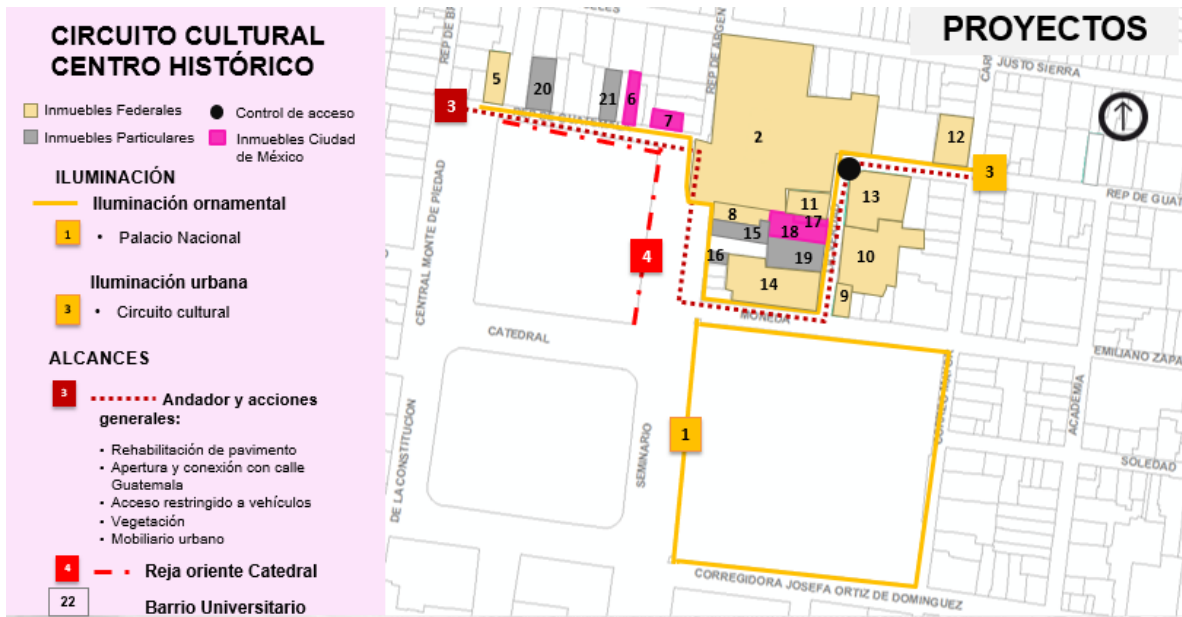 CIRCUITO CULTURAL
CENTRO HISTÓRICO
Inmuebles Federales
Control de acceso
Inmuebles Particulares
Inmuebles Ciudad
de México
ILUMINACIÓN
Iluminación ornamental
1
• Palacio Nacional
Iluminación urbana
3
• Circuito cultural
ALCANCES
3
Andador y acciones
generales:
• Rehabilitación de pavimento
• Apertura y conexión con calle
Guatemala
• Acceso restringido a vehículos
• Vegetación
• Mobiliario urbano
4
Reja oriente Catedral
22
Barrio Universitario
PROYECTOS
REP DE
REP DE ARGEN
JUSTO SIERRA
5
20
21
6
7
3
2
12
3
REP DE GUAT
11
13
8
17
15
18
16
19
10
14
9
4
CENTRAL MONTE DE PIEDAD
MONEDA
CATEDRAL
EMILIANO ZAPA
1
SEMINARIO
ACADEMIA
SOLEDAD
DE LA CONSTITUCION
CORREGIDORA JOSEFA ORTIZ DE DOMINGUEZ